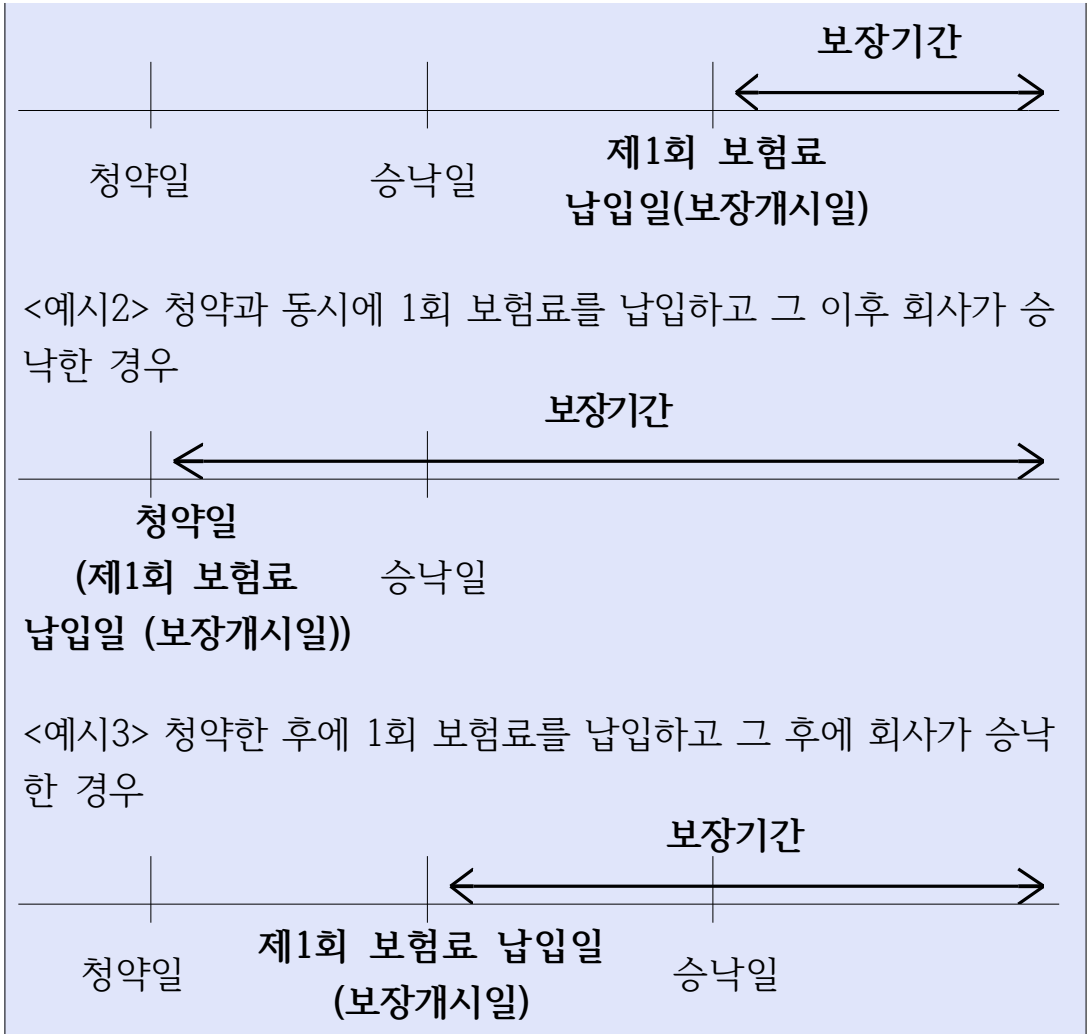 보장기간
청약일
승낙일
제1회 보험료
납입일(보장개시일)
<예시2> 청약과 동시에 1회 보험료를 납입하고 그 이후 회사가 승
낙한 경우
보장기간
청약일
(제1회 보험료
승낙일
납입일 (보장개시일))
<예시3> 청약한 후에 1회 보험료를 납입하고 그 후에 회사가 승낙
한 경우
보장기간
청약일
제1회 보험료 납입일
(보장개시일)
승낙일